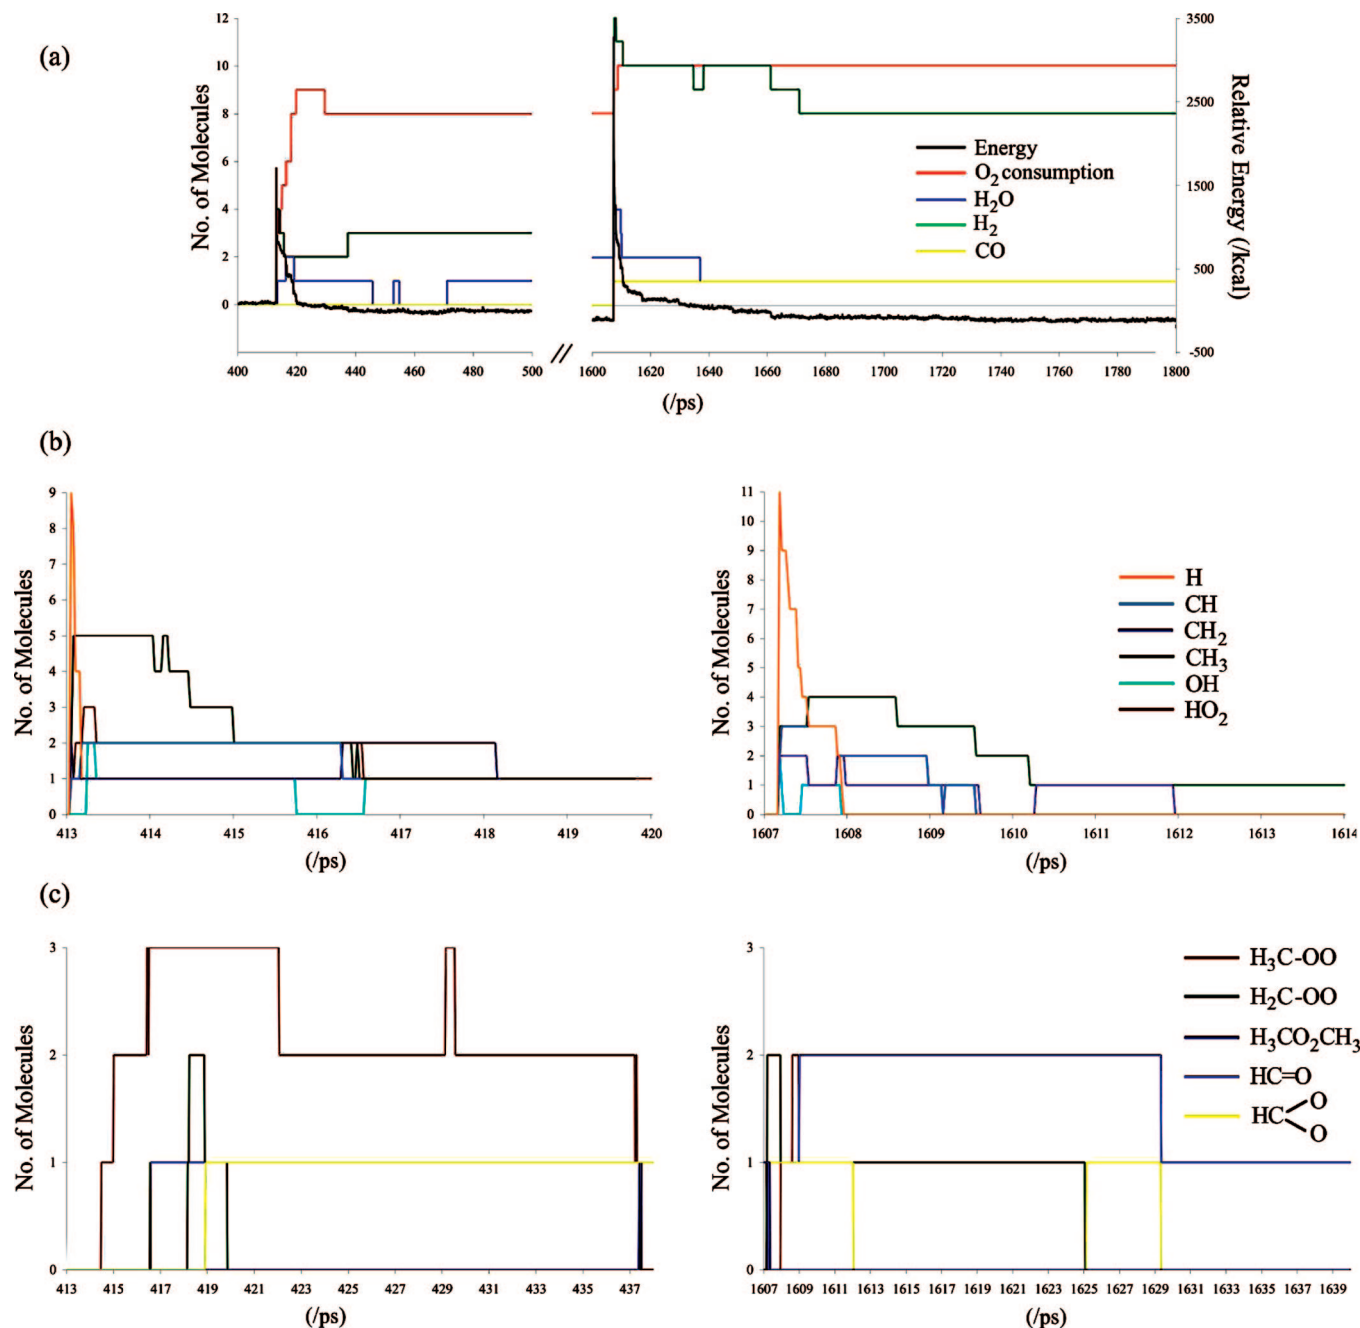 (a)
No. of Molecules
12
10
8
6
4
2
0
3500
2500
1500
500
-500
Relative Energy (/kcal)
Energy
O2 consumption
H2O
H2
CO
400 420 440 460 480 500 // 1600 1620 1640 1660 1680 1700 1720 1740 1760 1780 1800
(/ps)
(b)
No. of Molecules
9
8
7
6
5
4
3
2
1
0
413 414 415 416 417 418 419 420
(/ps)
No. of Molecules
11
10
9
8
7
6
5
4
3
2
1
0
1607 1608 1609 1610 1611 1612 1613 1614
(/ps)
H
CH
CH2
CH3
OH
HO2
(c)
No. of Molecules
3
2
1
0
413 415 417 419 421 423 425 427 429 431 433 435 437
(/ps)
No. of Molecules
3
2
1
0
1607 1609 1611 1613 1615 1617 1619 1621 1623 1625 1627 1629 1631 1633 1635 1637 1639
(/ps)
H3C-OO
H2C-OO
H3CO2CH3
HC=O
HC O O